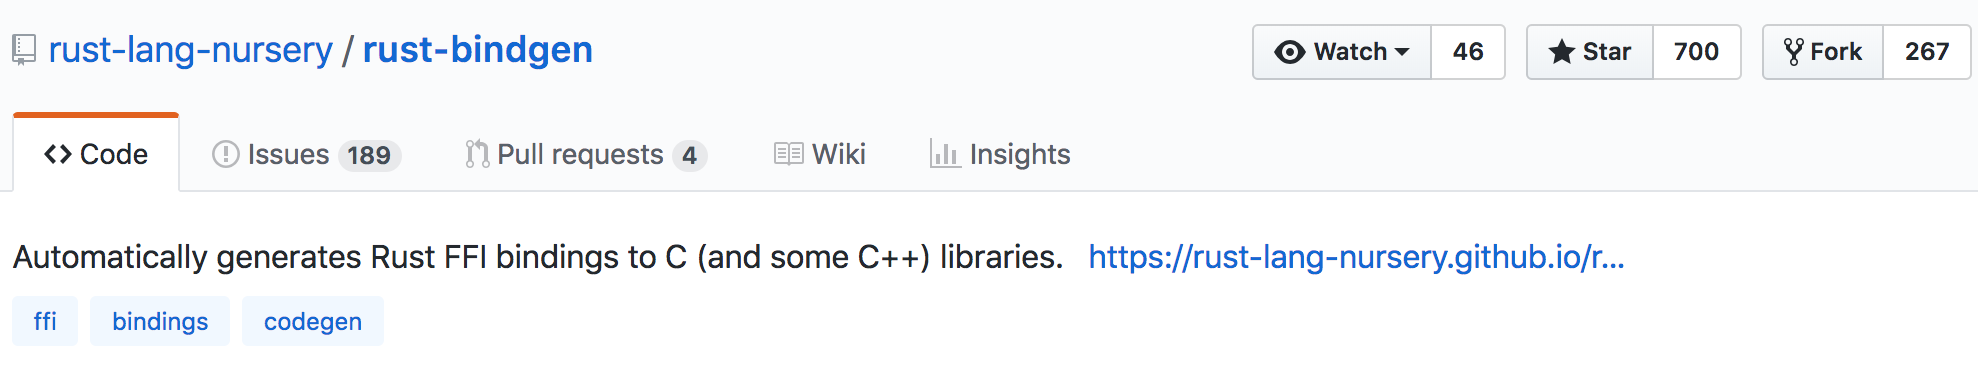 rust-lang-nursery / rust-bindgen Watch 46 Star 700 Fork 267
Code Issues 189 Pull requests 4 Wiki Insights
Automatically generates Rust FFI bindings to C (and some C++) libraries. https://rust-lang-nursery.github.io/r...
ffi bindings codegen